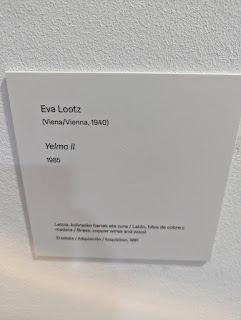 Eva Lootz
(Viena/Vienna, 1940)
Yelmo II
1985
Letoia, kobrezko hariak eta zura / Latón, hilos de cobre y
madera / Brass, copper wires and wood
Erosketa / Adquisición / Acquisition, 1987